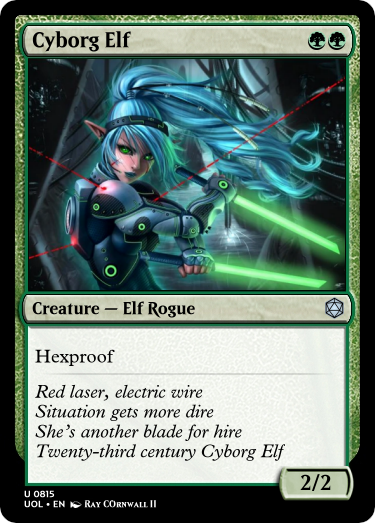 Cyborg Elf
Creature — Elf Rogue
Hexproof
Red laser, electric wire
Situation gets more dire
She's another blade for hire
Twenty-third century Cyborg Elf
2/2
U 0815
UOL • EN Ray COrnwall II